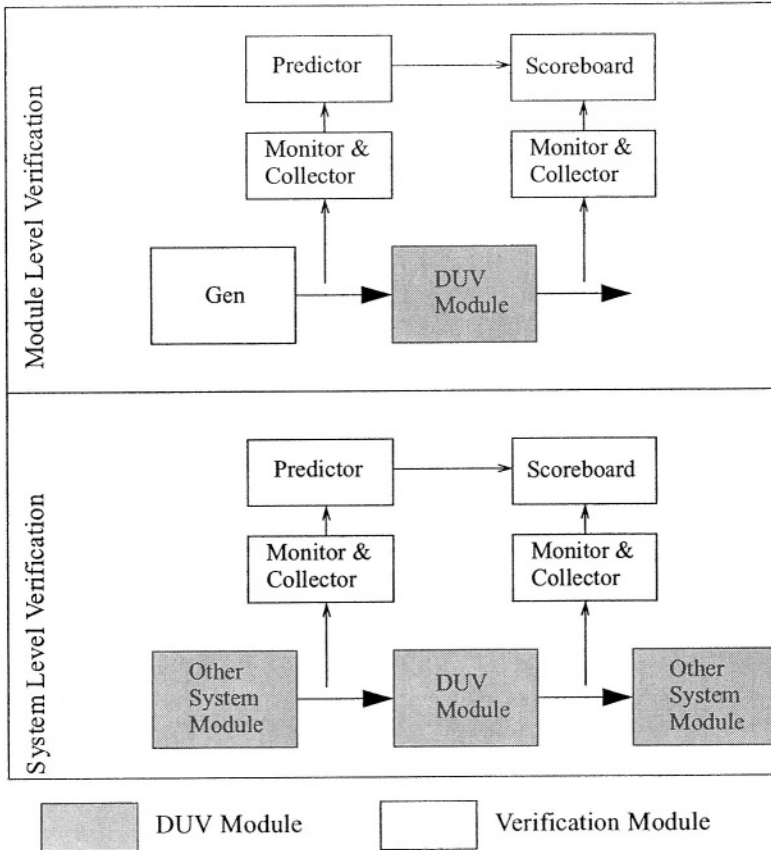 Module Level Verification
Predictor
Scoreboard
Monitor &
Collector
Monitor &
Collector
Gen
DUV
Module
System Level Verification
Predictor
Scoreboard
Monitor &
Collector
Monitor &
Collector
Other
System
Module
DUV
Module
Other
System
Module
DUV Module
Verification Module